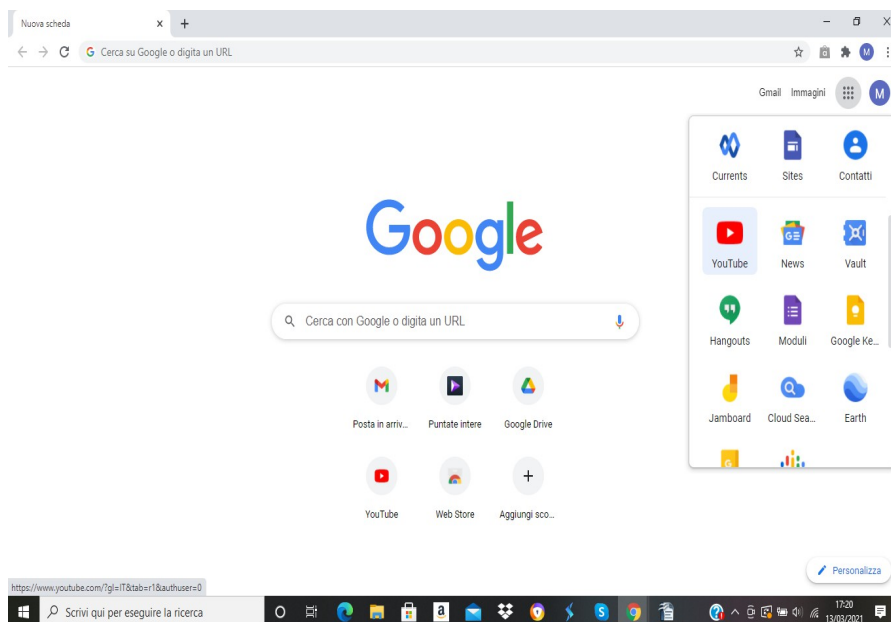 Nuova scheda
Cerca su Google o digita un URL
M
Gmail Immagini
M
Currents Sites Contatti
YouTube News Vault
Hangouts Moduli Google Ke...
Jamboard Cloud Sea... Earth
Google
Cerca con Google o digita un URL
Posta in arriv... Puntate intere Google Drive
YouTube Web Store Aggiungi sco...
Personalizza
https://www.youtube.com/?gl=IT&tab=r1&authuser=0
Scrivi qui per eseguire la ricerca
17:20
13/03/2021